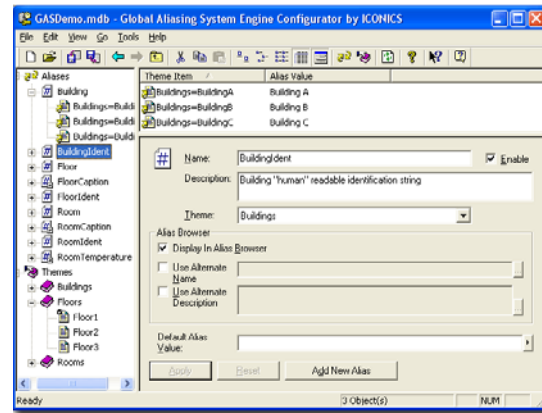 GASDemo.mdb - Global Aliasing System Engine Configurator by ICONICS
File Edit View Go Tools Help
Aliases
Building
Buildings=Buildi
Buildings=Buildi
Buildings=Buildi
BuildingIdent
Floor
FloorCaption
FloorIdent
Room
RoomCaption
RoomIdent
RoomTemperature
Themes
Buildings
Floors
Floor1
Floor2
Floor3
Rooms
Theme Item / Alias Value
Buildings=BuildingA Building A
Buildings=BuildingB Building B
Buildings=BuildingC Building C
# Name: BuildingIdent Enable
Description: Building "human" readable identification string
Theme: Buildings
Alias Browser
Display In Alias Browser
Use Alternate
Name
Use Alternate
Description
Default Alias
Value:
Apply Reset Add New Alias
Ready 3 Object(s) NUM